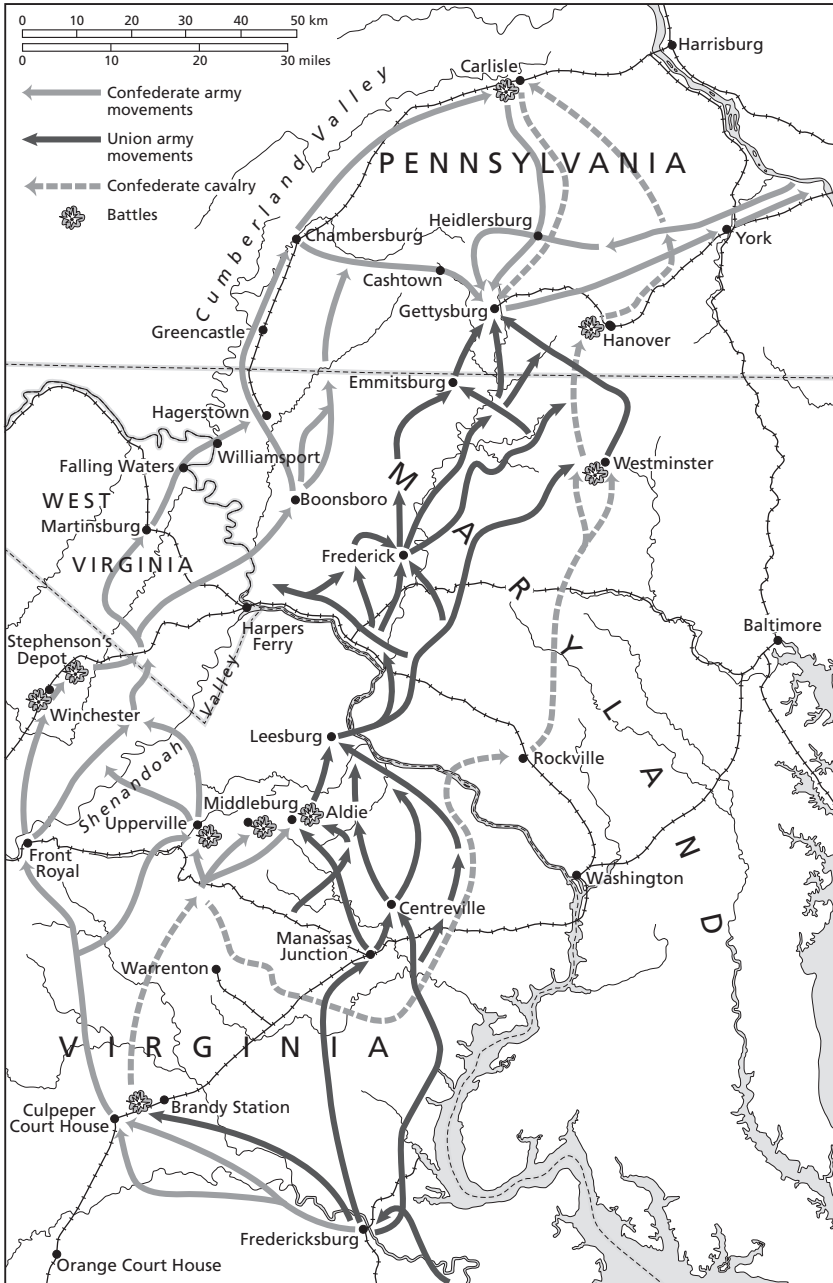 0 10 20 30 40 50 km
0 10 20 30 miles
Confederate army
movements
Union army
movements
Confederate cavalry
Battles
Harrisburg
Carlisle
Cumberland Valley
PENNSYLVANIA
Heidlersburg
Chambersburg
York
Cashtown
Gettysburg
Greencastle
Hanover
Emmitsburg
Hagerstown
Williamsport
Falling Waters
Westminster
WEST
VIRGINIA
Boonsboro
Martinsburg
MARYLAND
Frederick
Harpers
Ferry
Baltimore
Stephenson's
Depot
Winchester
Shenandoah Valley
Leesburg
Rockville
Middleburg
Aldie
Upperville
Front
Royal
Washington
Centreville
Manassas
Junction
Warrenton
VIRGINIA
Brandy Station
Culpeper
Court House
Fredericksburg
Orange Court House